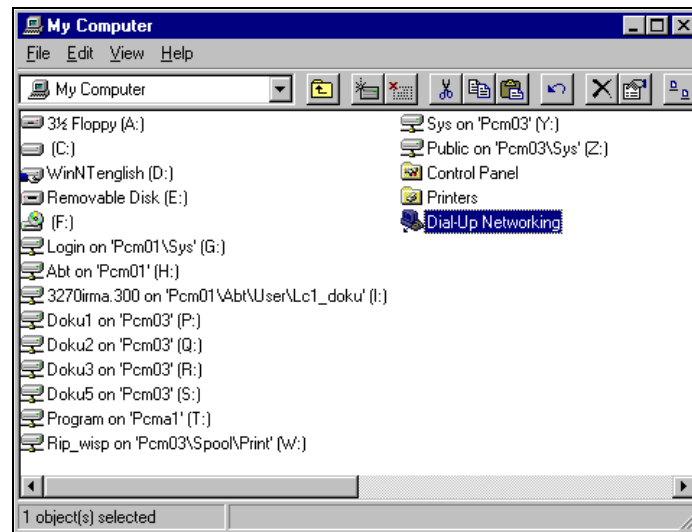 My Computer
File Edit View Help
My Computer
3½ Floppy (A:)
(C:)
WinNTenglish (D:)
Removable Disk (E:)
(F:)
Login on 'Pcm01\Sys' (G:)
Abt on 'Pcm01' (H:)
3270irma.300 on 'Pcm01\Abt\User\Lc1_doku' (I:)
Doku1 on 'Pcm03' (P:)
Doku2 on 'Pcm03' (Q:)
Doku3 on 'Pcm03' (R:)
Doku5 on 'Pcm03' (S:)
Program on 'Pcma1' (T:)
Rip_wisp on 'Pcm03\Spool\Print' (W:)
Sys on 'Pcm03' (Y:)
Public on 'Pcm03\Sys' (Z:)
Control Panel
Printers
Dial-Up Networking
1 object(s) selected